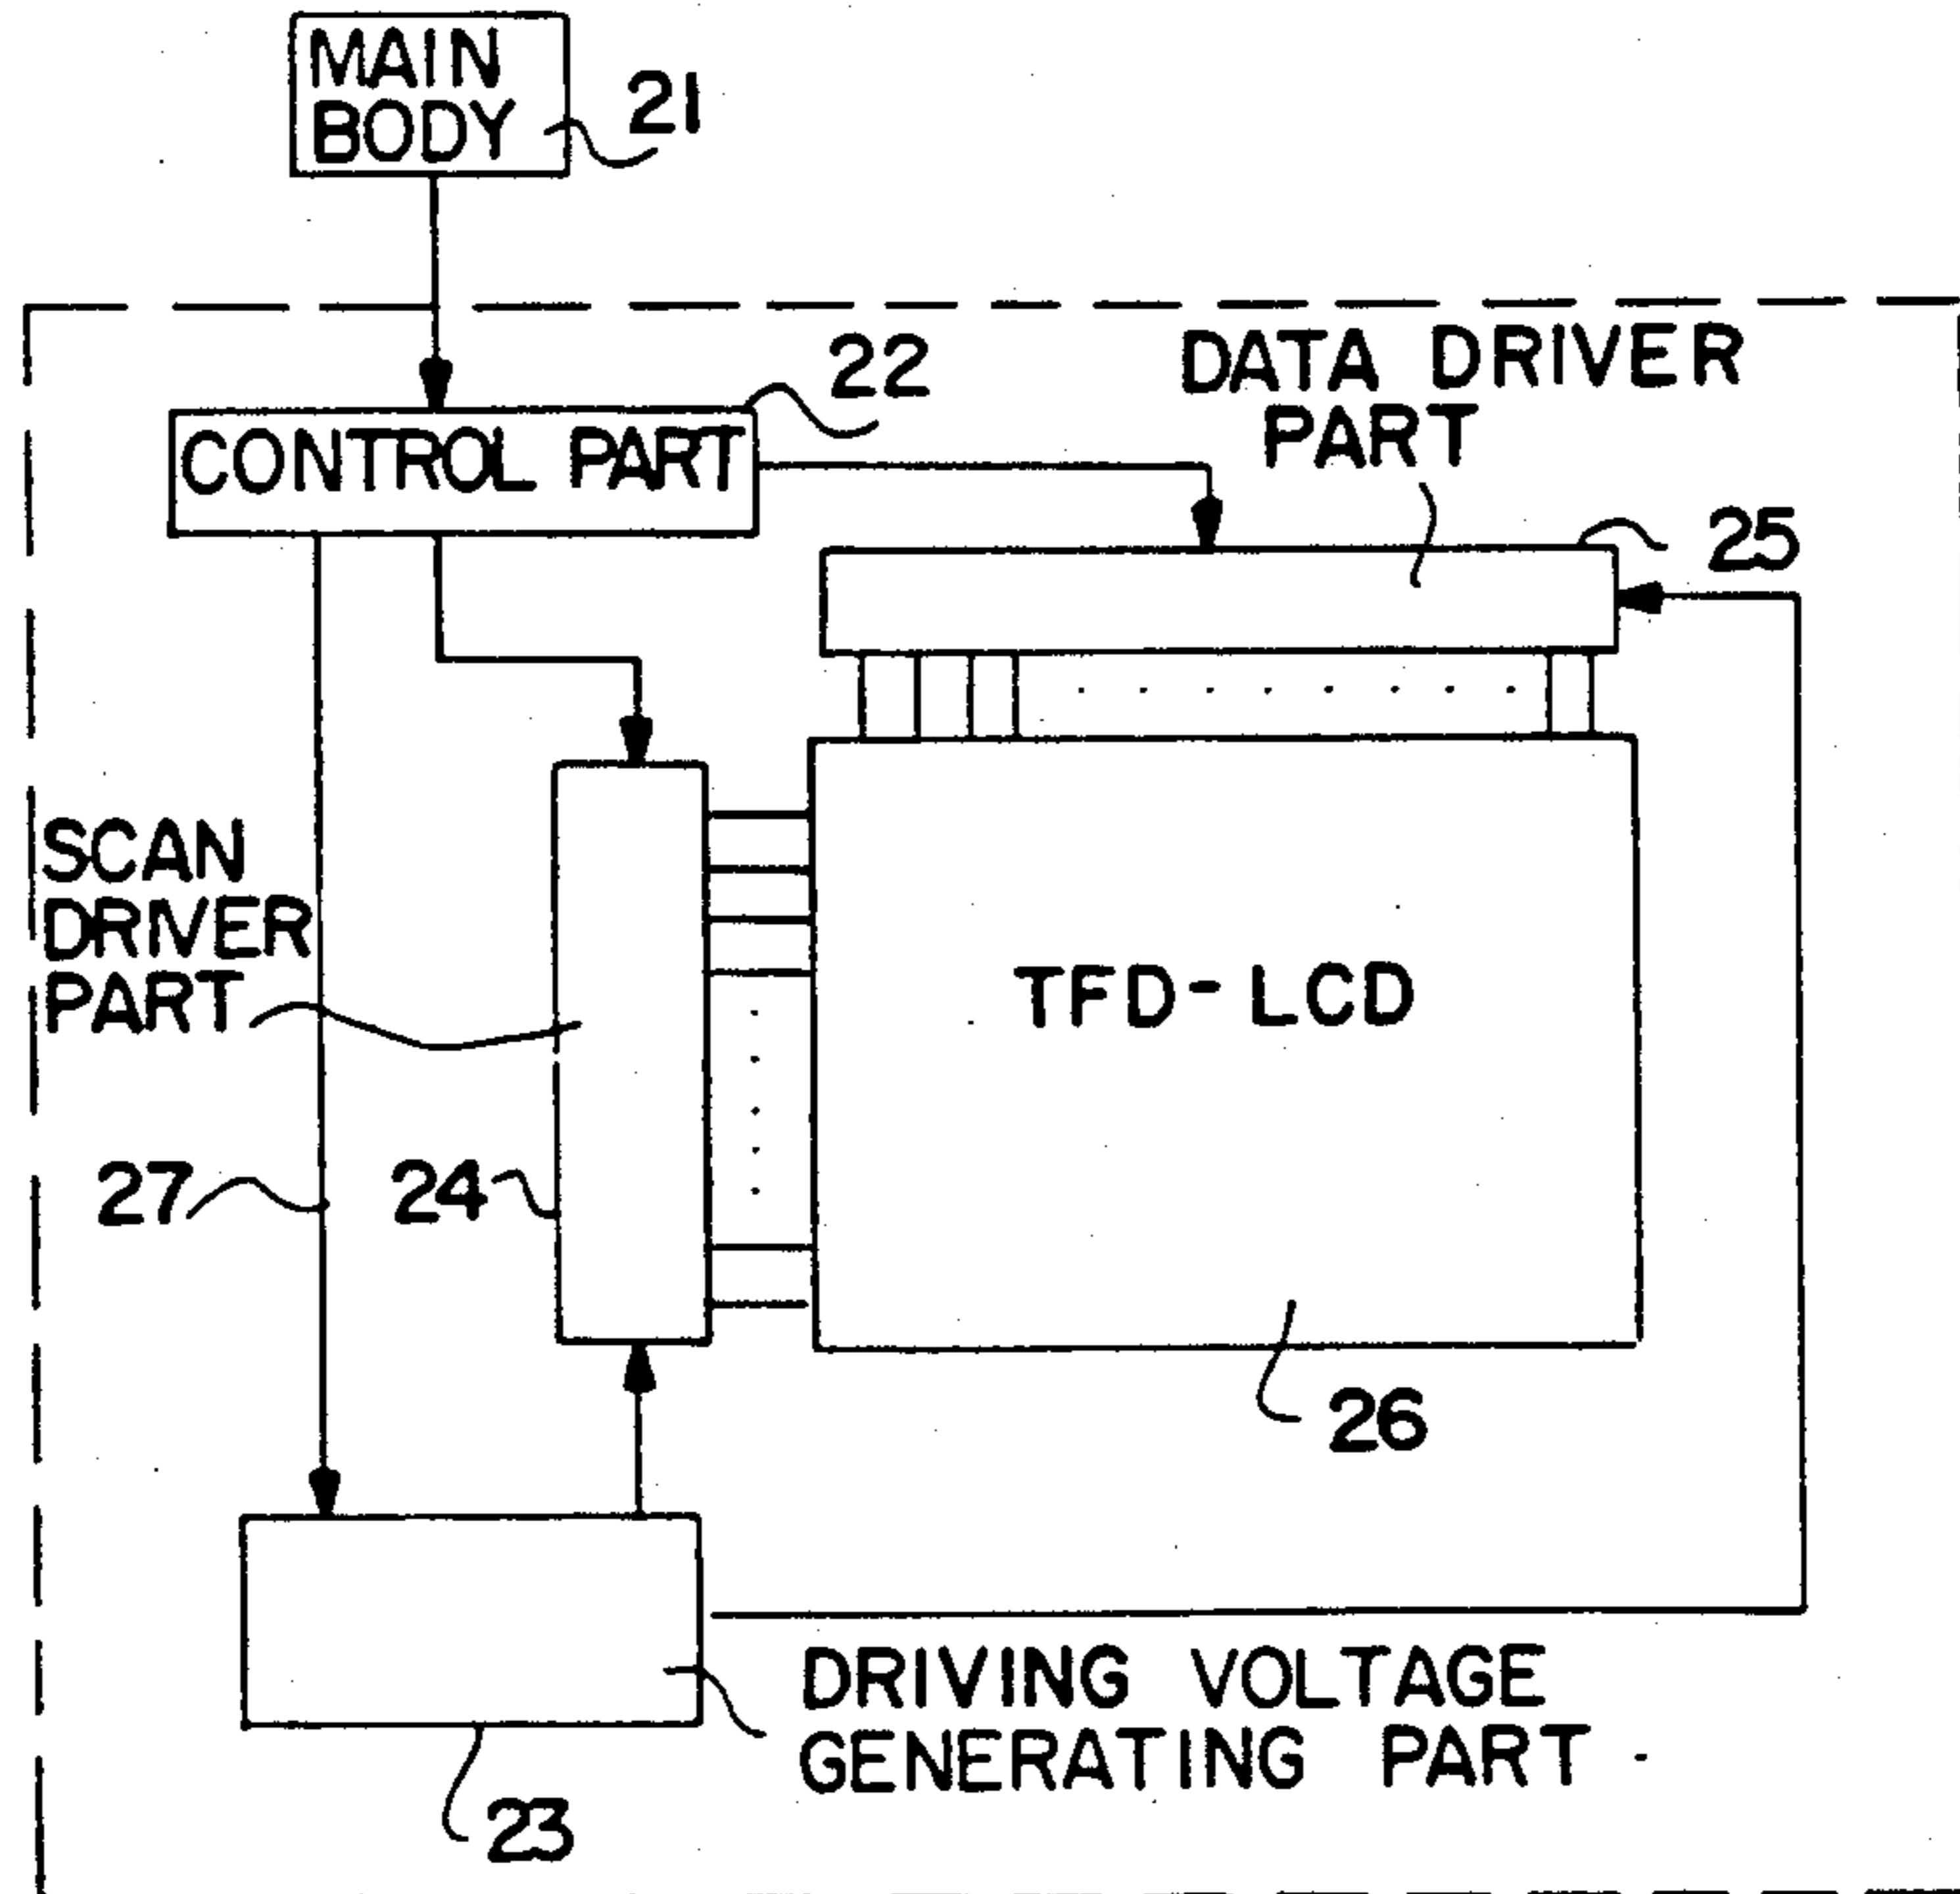 MAIN
BODY
21
22
DATA DRIVER
PART
CONTROL PART
25
SCAN
DRIVER
PART
TFD-LCD
27
24
26
DRIVING VOLTAGE
GENERATING PART
23